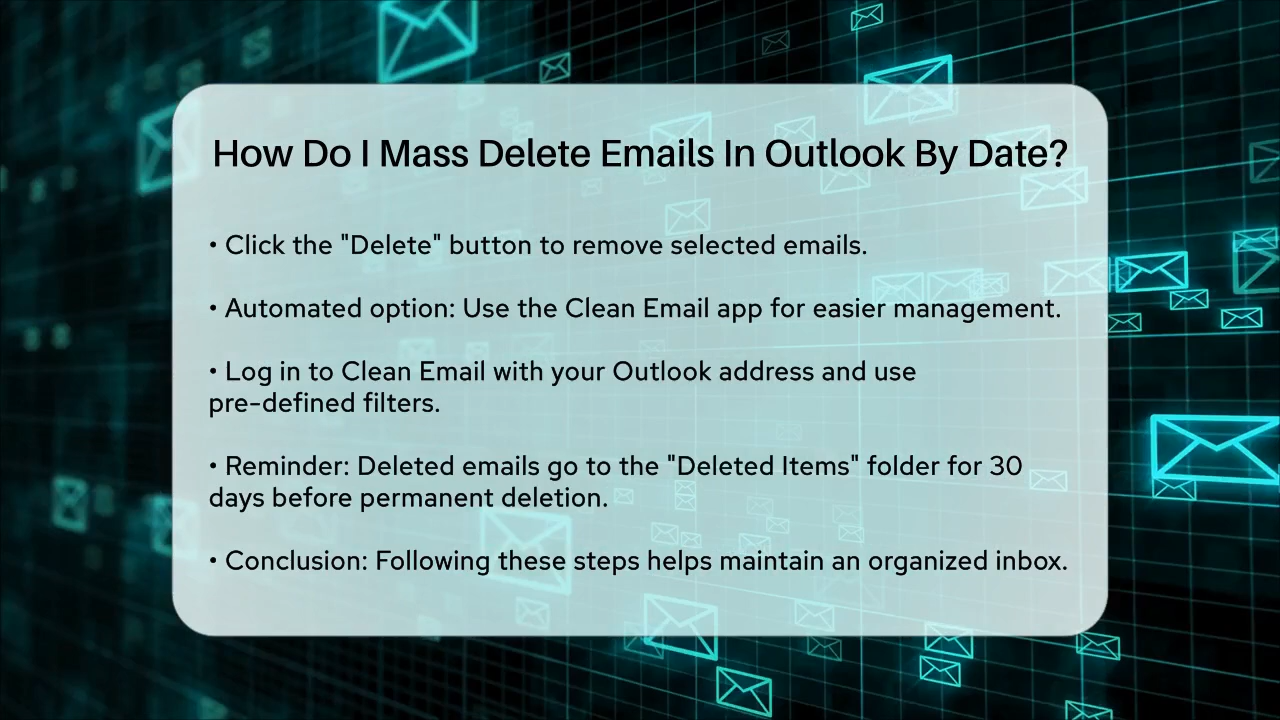 How Do I Mass Delete Emails In Outlook By Date?
• Click the "Delete" button to remove selected emails.
• Automated option: Use the Clean Email app for easier management.
• Log in to Clean Email with your Outlook address and use
pre-defined filters.
• Reminder: Deleted emails go to the "Deleted Items" folder for 30
days before permanent deletion.
• Conclusion: Following these steps helps maintain an organized inbox.